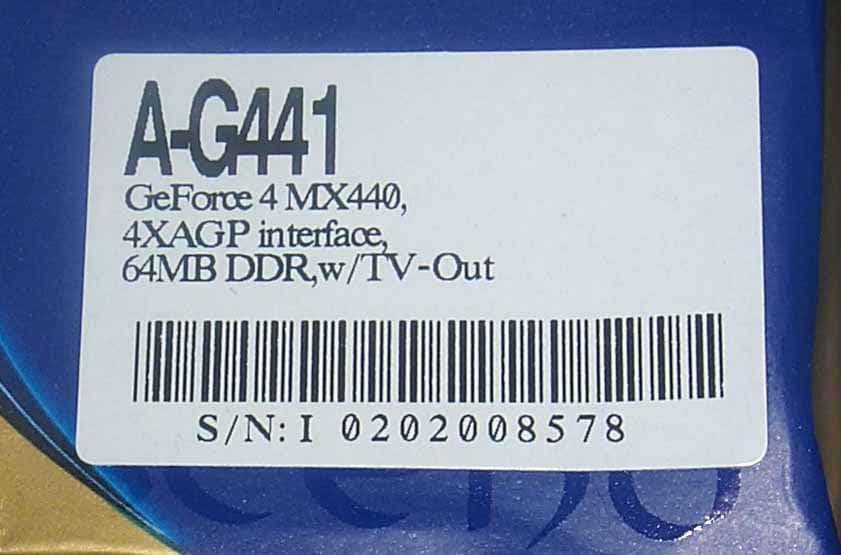 A-G441
GeForce 4 MX440,
4XAGP interface,
64MB DDR,w/TV-Out
S/N: I 0202008578